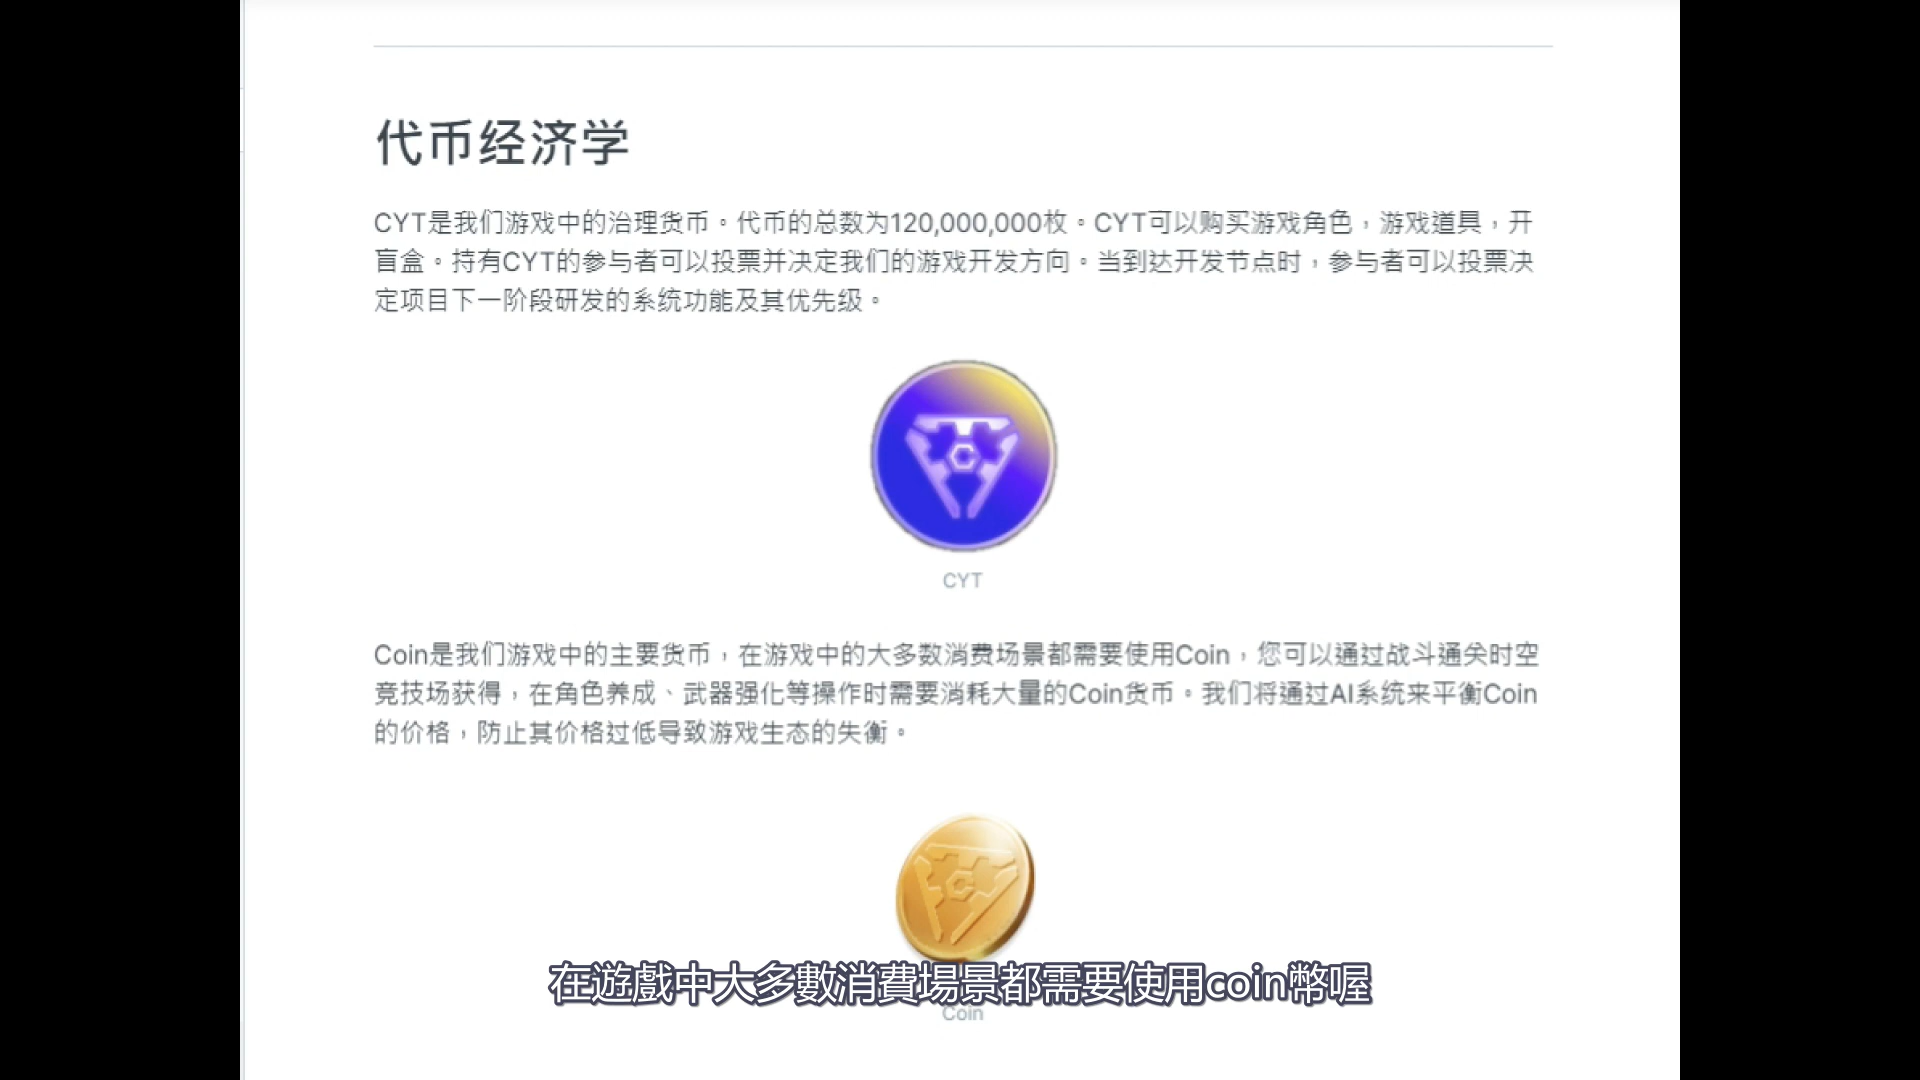 代币经济学
CYT是我们游戏中的治理货币。代币的总数为120,000,000枚。CYT可以购买游戏角色，游戏道具，开
盲盒。持有CYT的参与者可以投票并决定我们的游戏开发方向。当到达开发节点时，参与者可以投票决
定项目下一阶段研发的系统功能及其优先级。
CYT
Coin是我们游戏中的主要货币，在游戏中的大多数消费场景都需要使用Coin，您可以通过战斗通关时空
竞技场获得，在角色养成、武器强化等操作时需要消耗大量的Coin货币。我们将通过AI系统来平衡Coin
的价格，防止其价格过低导致游戏生态的失衡。
在遊戲中大多數消費場景都需要使用coin幣喔
Coin